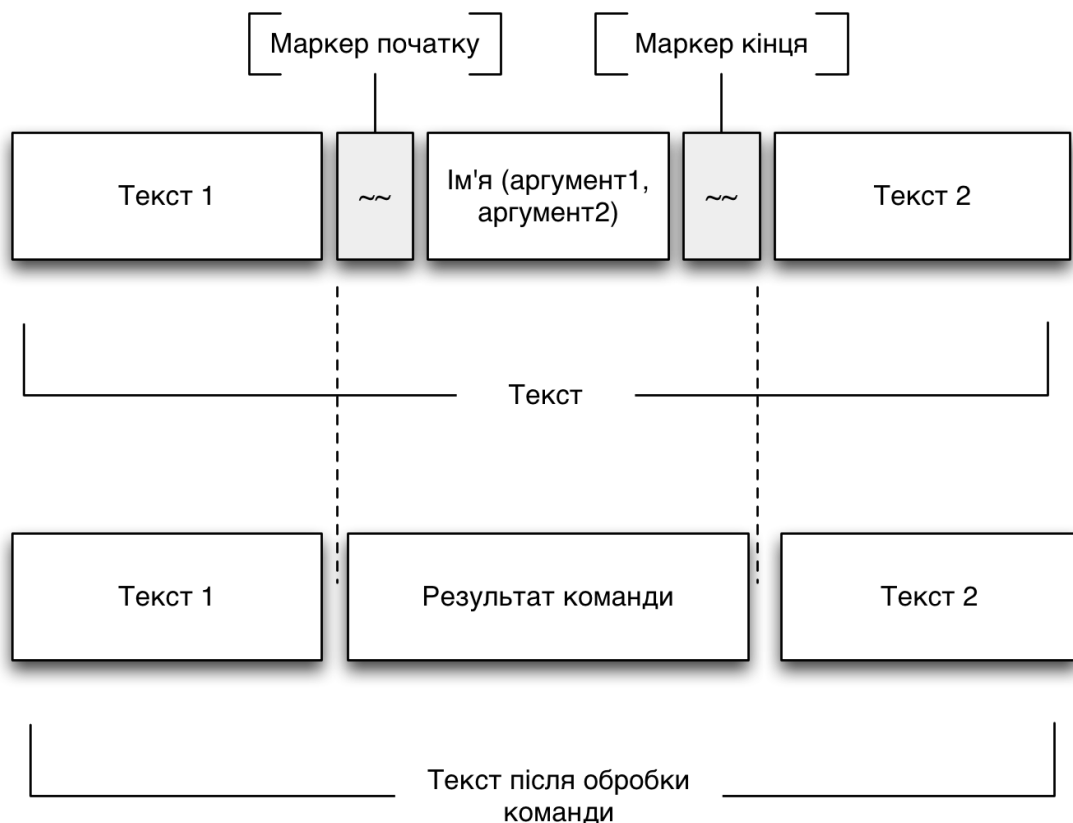 Маркер початку
Маркер кінця
Текст 1
~~
Ім'я (аргумент1,
аргумент2)
~~
Текст 2
Текст
Текст 1
Результат команди
Текст 2
Текст після обробки
команди